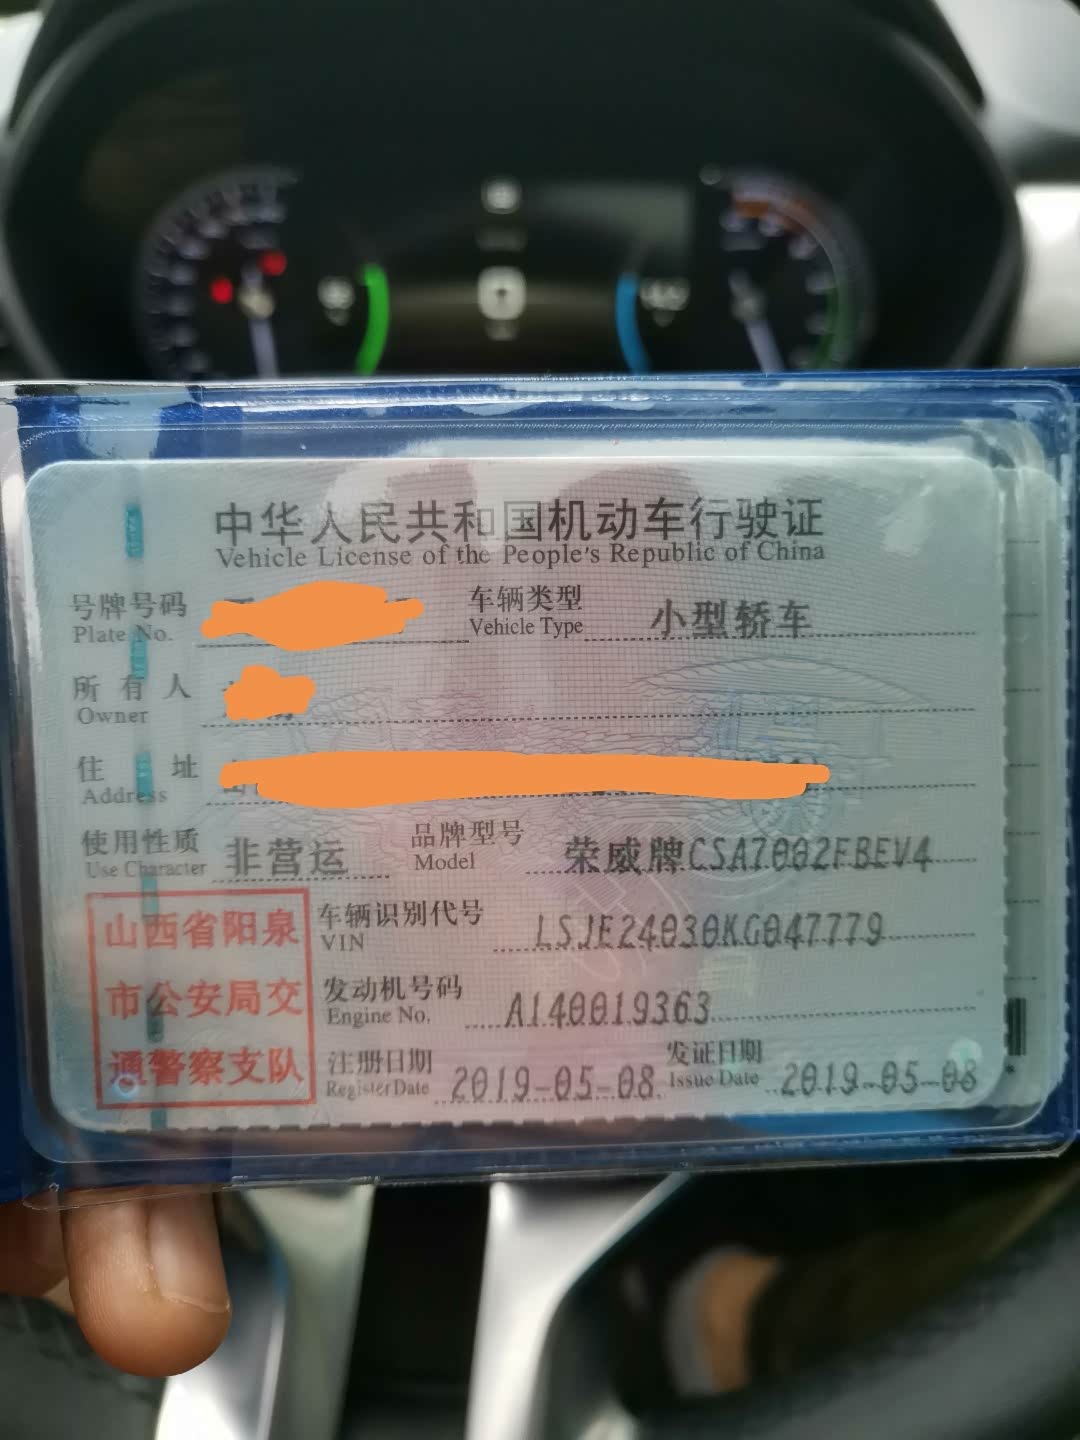 中华人民共和国机动车行驶证
Vehicle License of the People's Republic of China
号牌号码 车辆类型 小型轿车
Plate No. Vehicle Type
所有人
Owner
住址
Address
使用性质 非营运 品牌型号 荣威牌CSA7002FBEV4
Use Character Model
山西省阳泉
市公安局交
通警察支队
车辆识别代号 LSJE24030KG047779
VIN
发动机号码 A140019363
Engine No.
注册日期 2019-05-08 发证日期 2019-05-08
Register Date Issue Date